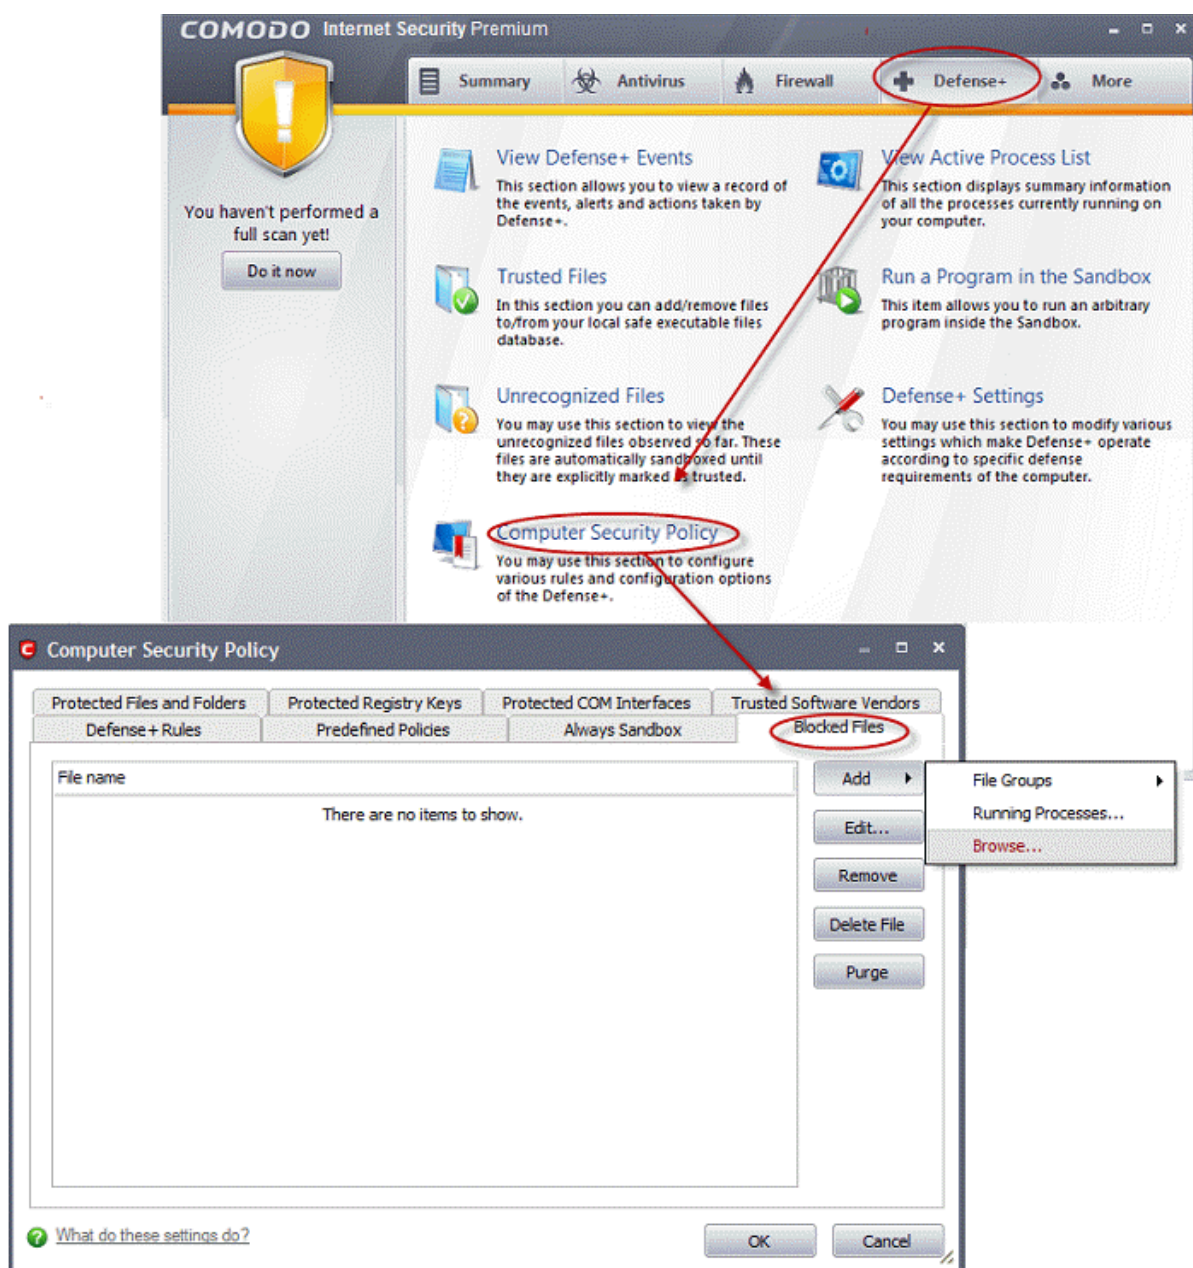 COMODO Internet Security Premium
Summary
Antivirus
Firewall
Defense+
More
You haven't performed a
full scan yet!
Do it now
View Defense+ Events
This section allows you to view a record of
the events, alerts and actions taken by
Defense+.
View Active Process List
This section displays summary information
of all the processes currently running on
your computer.
Trusted Files
In this section you can add/remove files
to/from your local safe executable files
database.
Run a Program in the Sandbox
This item allows you to run an arbitrary
program inside the Sandbox.
Unrecognized Files
You may use this section to view the
unrecognized files observed so far. These
files are automatically sandboxed until
they are explicitly marked as trusted.
Defense+ Settings
You may use this section to modify various
settings which make Defense+ operate
according to specific defense
requirements of the computer.
Computer Security Policy
You may use this section to configure
various rules and configuration options
of the Defense+.
Computer Security Policy
Protected Files and Folders
Protected Registry Keys
Protected COM Interfaces
Trusted Software Vendors
Defense+ Rules
Predefined Policies
Always Sandbox
Blocked Files
File name
There are no items to show.
Add
File Groups
Running Processes...
Browse...
Edit...
Remove
Delete File
Purge
What do these settings do?
OK
Cancel